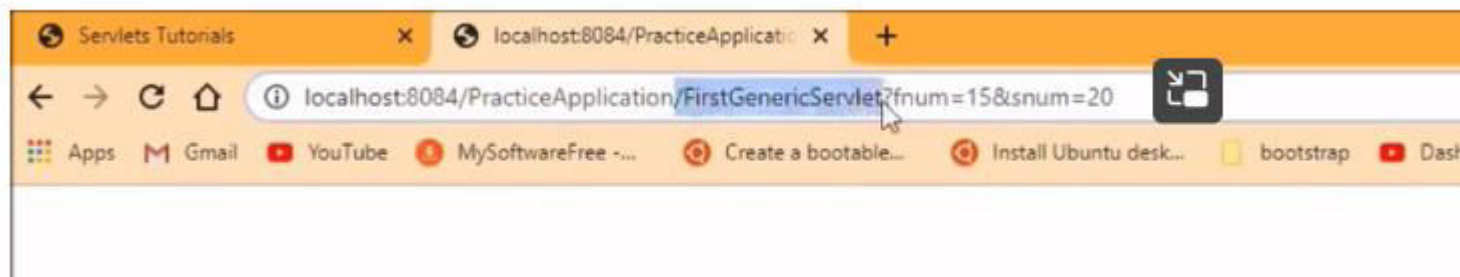 Servlets Tutorials localhost:8084/PracticeApplicatio
localhost:8084/PracticeApplication/FirstGenericServlet?fnum=15&snum=20
Apps Gmail YouTube MySoftwareFree -... Create a bootable... Install Ubuntu desk... bootstrap Dash